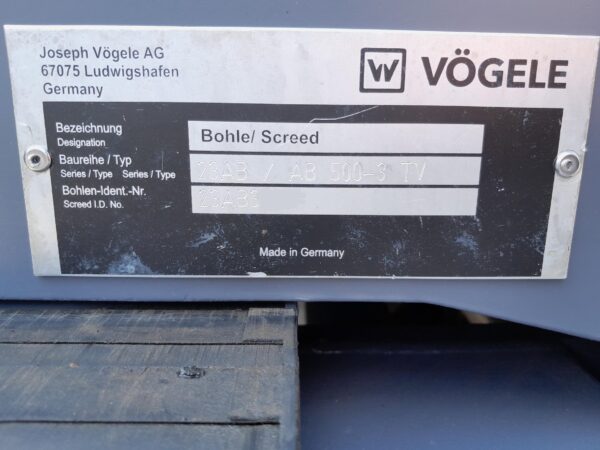 Joseph Vögele AG
67075 Ludwigshafen
Germany
VÖGELE
Bezeichnung
Designation
Bohle/ Screed
Baureihe / Typ
Series / Type Series / Type
23AB / AB 500-3 TV
Bohlen-Ident.-Nr.
Screed I.D. No.
23ABS
Made in Germany